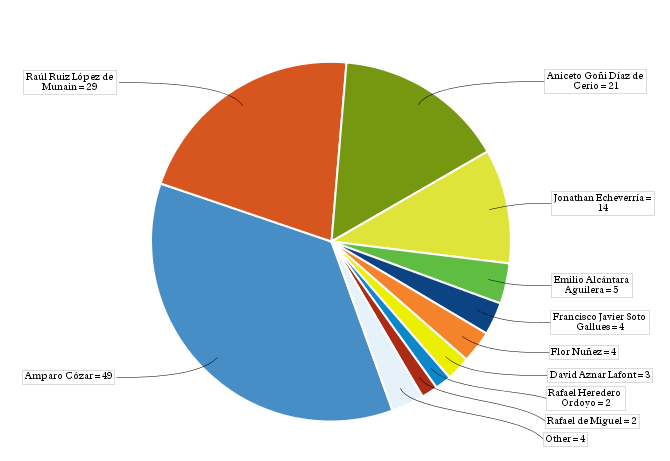 Raúl Ruiz López de
Munain = 29
Aniceto Goñi Díaz de
Cerio = 21
Jonathan Echeverría =
14
Emilio Alcántara
Aguilera = 5
Francisco Javier Soto
Gallues = 4
Flor Nuñez = 4
Amparo Cózar = 49
David Aznar Lafont = 3
Rafael Heredero
Ordoyo = 2
Rafael de Miguel = 2
Other = 4